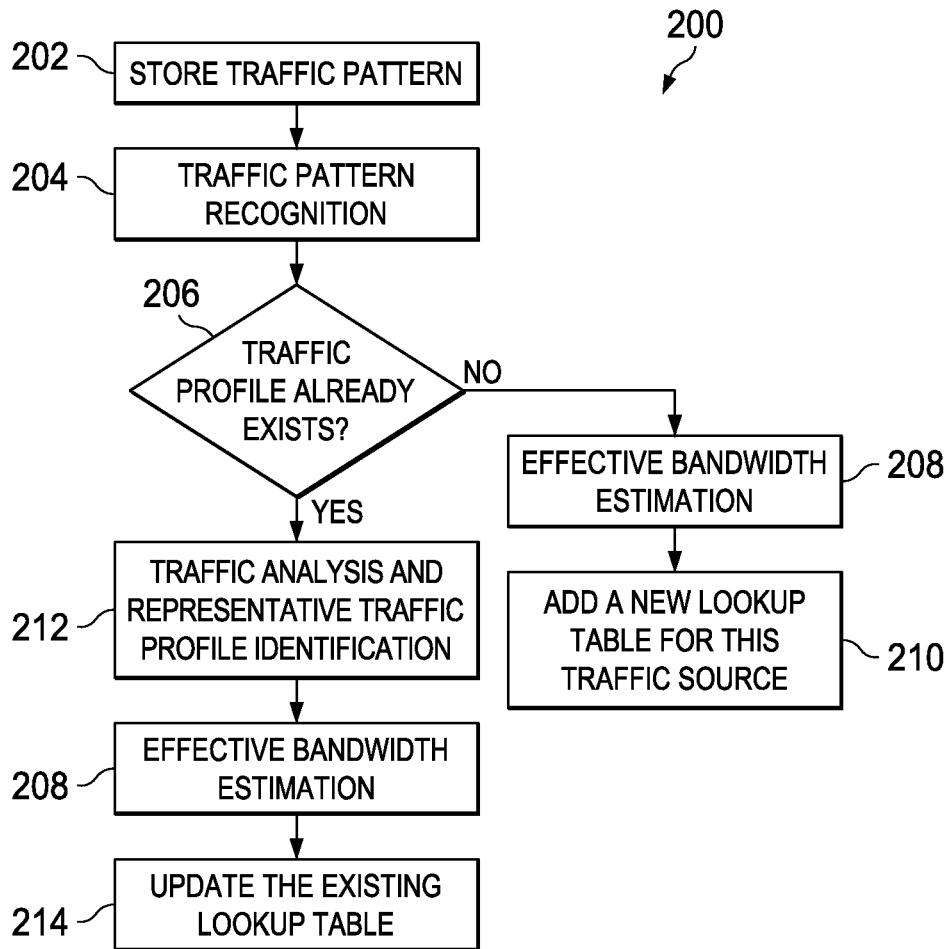 200
202
STORE TRAFFIC PATTERN
204
TRAFFIC PATTERN
RECOGNITION
206
TRAFFIC
PROFILE ALREADY
EXISTS?
NO
YES
EFFECTIVE BANDWIDTH
ESTIMATION
208
ADD A NEW LOOKUP
TABLE FOR THIS
TRAFFIC SOURCE
210
212
TRAFFIC ANALYSIS AND
REPRESENTATIVE TRAFFIC
PROFILE IDENTIFICATION
208
EFFECTIVE BANDWIDTH
ESTIMATION
214
UPDATE THE EXISTING
LOOKUP TABLE